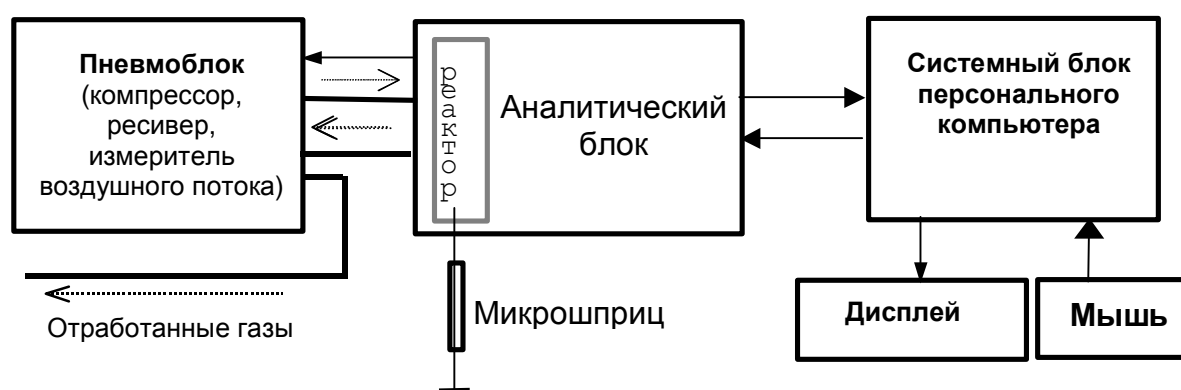 Пневмоблок
(компрессор,
ресивер,
измеритель
воздушного потока)
реактор
Аналитический
блок
Системный блок
персонального
компьютера
Отработанные газы
Микрошприц
Дисплей
Мышь